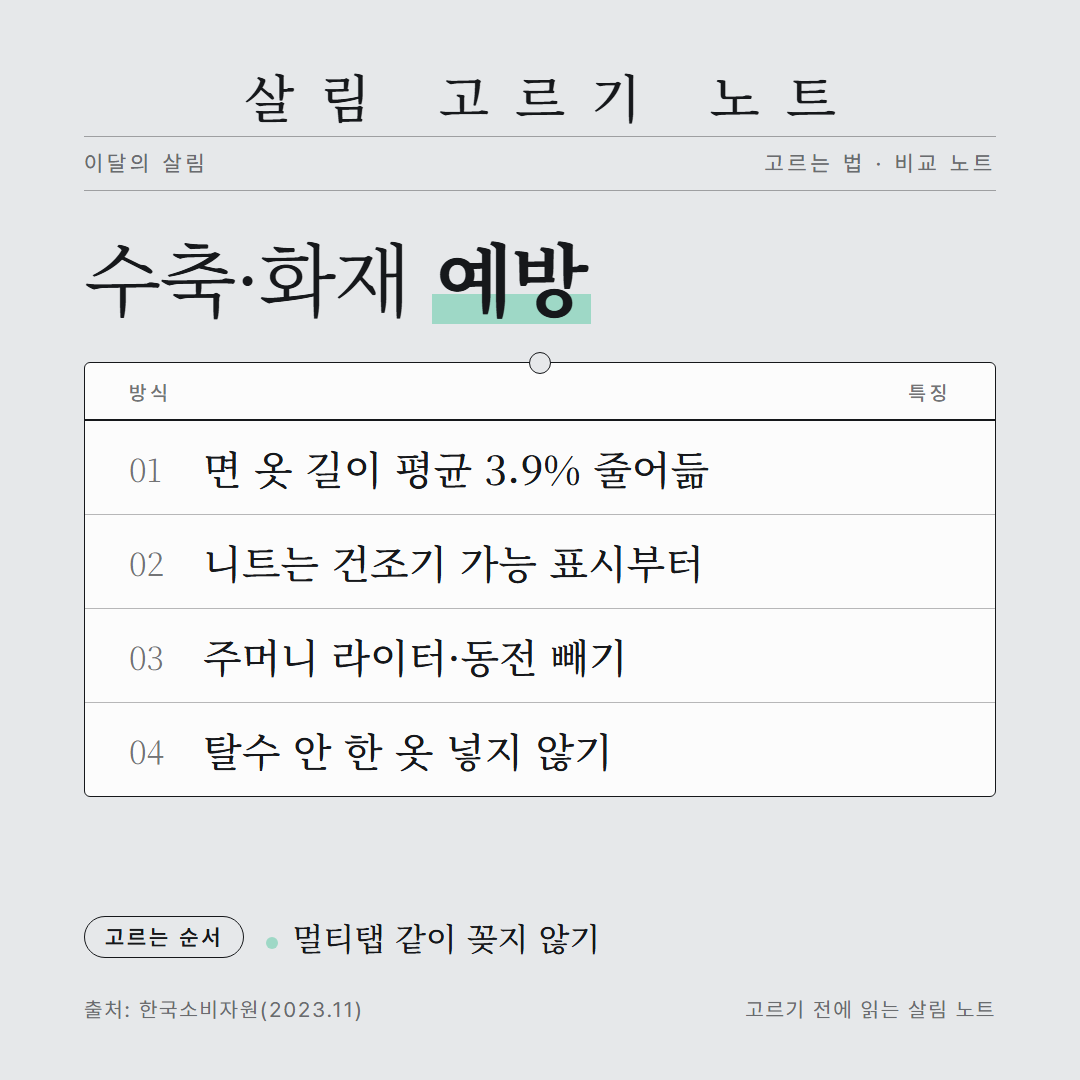 살림 고르기 노트
이달의 살림
고르는 법 · 비교 노트
수축·화재 예방
방식
특징
01 면 옷 길이 평균 3.9% 줄어듦
02 니트는 건조기 가능 표시부터
03 주머니 라이터·동전 빼기
04 탈수 안 한 옷 넣지 않기
고르는 순서
멀티탭 같이 꽂지 않기
출처: 한국소비자원(2023.11)
고르기 전에 읽는 살림 노트